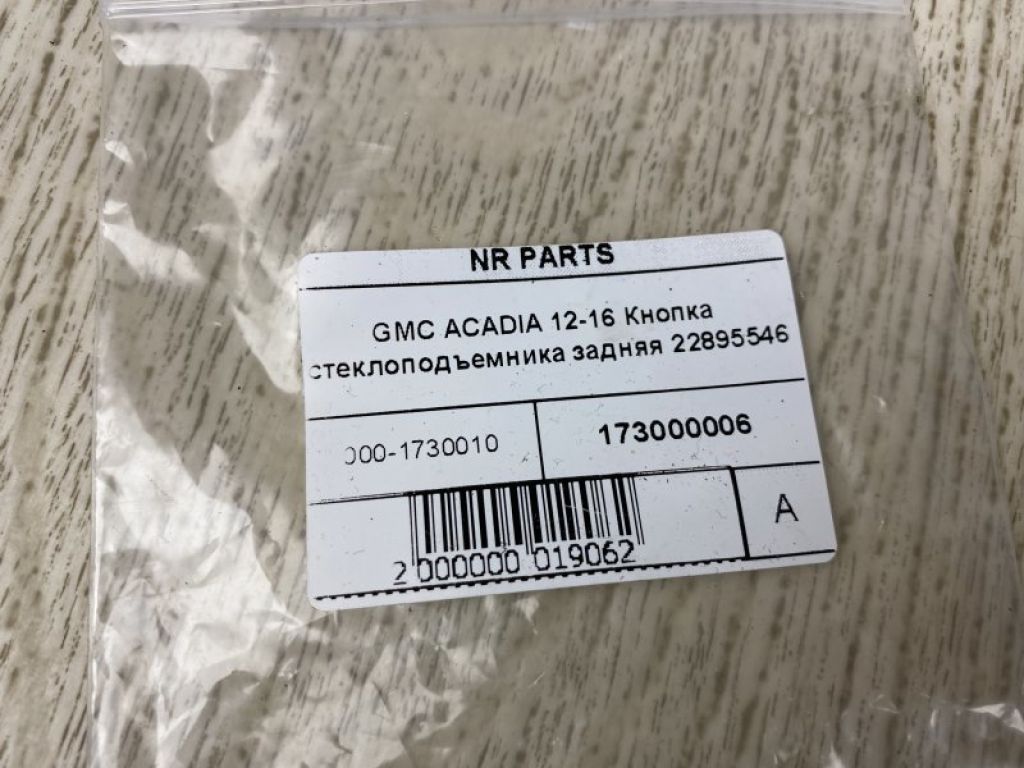 NR PARTS
GMC ACADIA 12-16 Кнопка
стеклоподъемника задняя 22895546
000-1730010
173000006
A
2 000000 019062